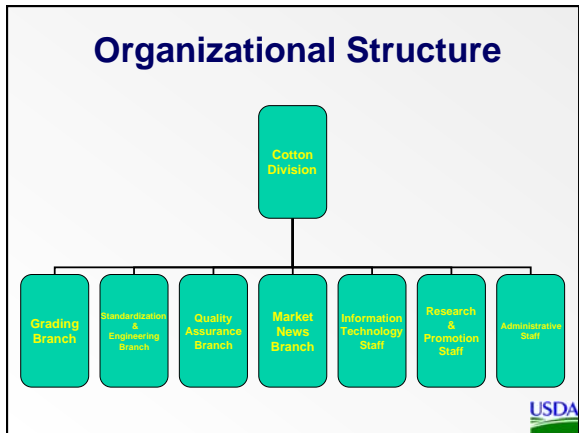 Organizational Structure
Cotton
Division
Grading
Branch
Standardization
&
Engineering
Branch
Quality
Assurance
Branch
Market
News
Branch
Information
Technology
Staff
Research
&
Promotion
Staff
Administrative
Staff
USDA